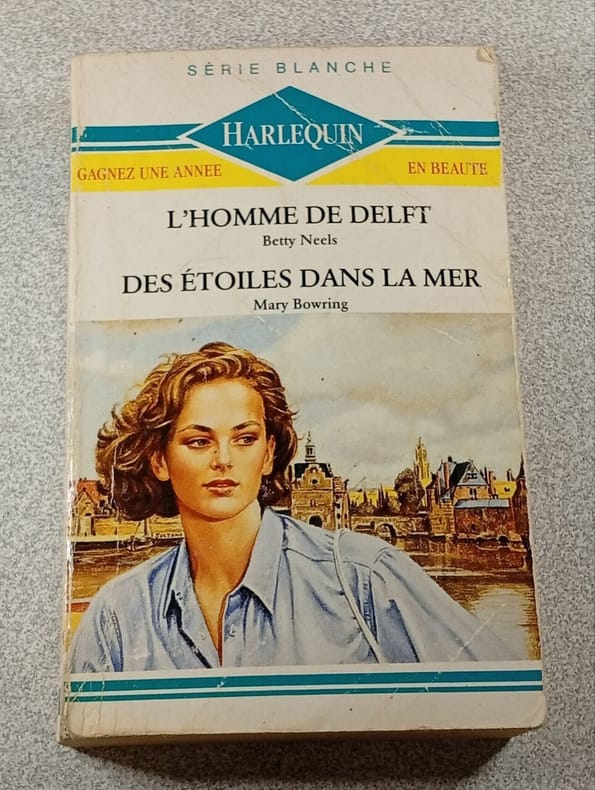 SÉRIE BLANCHE
HARLEQUIN
GAGNEZ UNE ANNEE
EN BEAUTE
L'HOMME DE DELFT
Betty Neels
DES ÉTOILES DANS LA MER
Mary Bowring